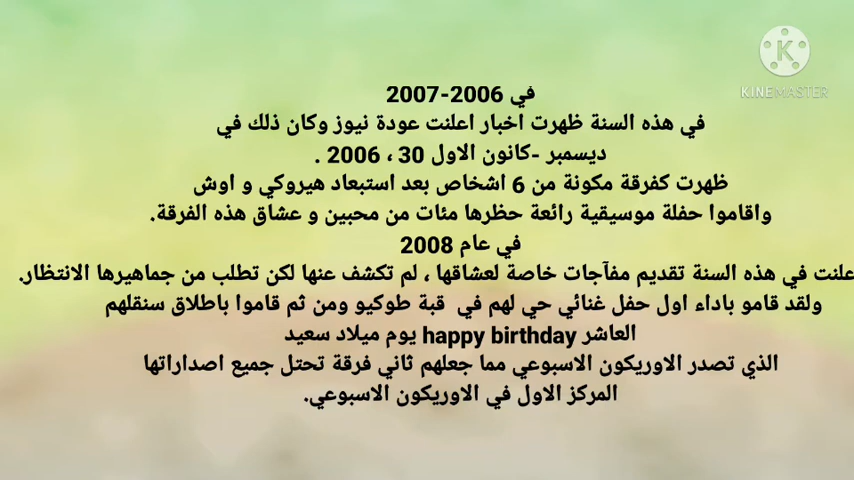 في 2006-2007
في هذه السنة ظهرت اخبار اعلنت عودة نيوز وكان ذلك في
ديسمبر -كانون الاول 30 ، 2006 .
ظهرت كفرقة مكونة من 6 اشخاص بعد استبعاد هيروكي و اوش
واقاموا حفلة موسيقية رائعة حظرها مئات من محبين و عشاق هذه الفرقة.
في عام 2008
علنت في هذه السنة تقديم مفآجات خاصة لعشاقها ، لم تكشف عنها لكن تطلب من جماهيرها الانتظار.
ولقد قامو باداء اول حفل غنائي حي لهم في قبة طوكيو ومن ثم قاموا باطلاق سنقلهم
العاشر happy birthday يوم ميلاد سعيد
الذي تصدر الاوريكون الاسبوعي مما جعلهم ثاني فرقة تحتل جميع اصداراتها
المركز الاول في الاوريكون الاسبوعي.
KINEMASTER